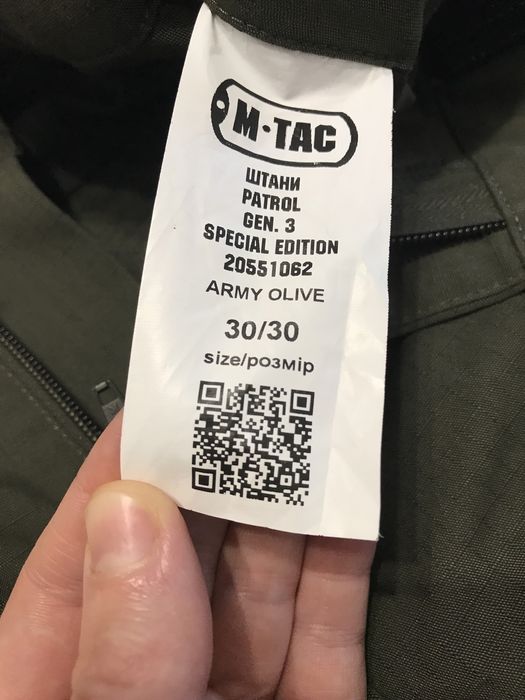 M·TAC
ШТАНИ
PATROL
GEN. 3
SPECIAL EDITION
20551062
ARMY OLIVE
30/30
size/розмір